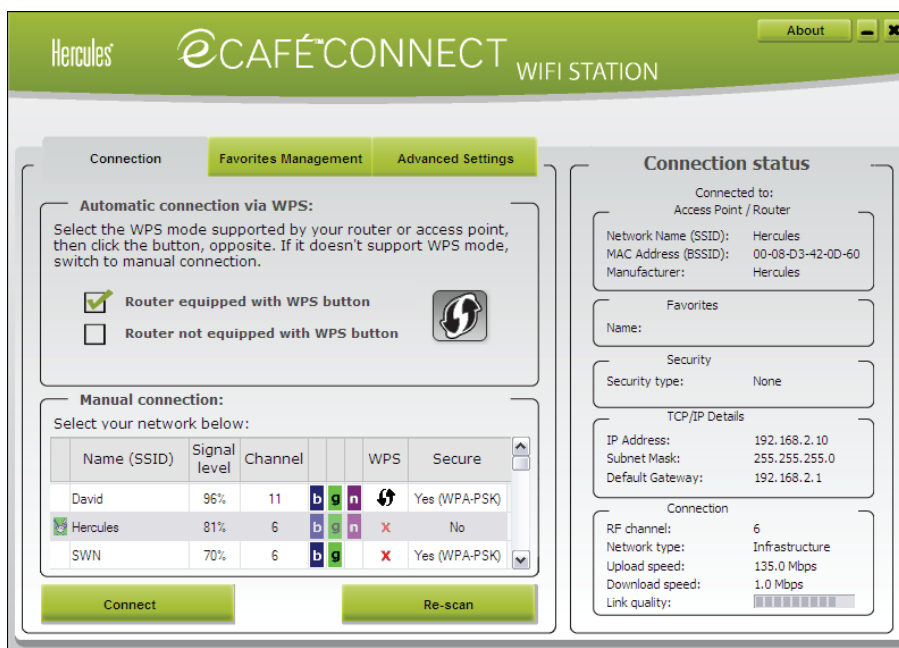 Hercules
eCAFÉ™CONNECT WIFI STATION
About
Connection
Favorites Management
Advanced Settings
Automatic connection via WPS:
Select the WPS mode supported by your router or access point,
then click the button, opposite. If it doesn't support WPS mode,
switch to manual connection.
Router equipped with WPS button
Router not equipped with WPS button
Manual connection:
Select your network below:
Name (SSID) Signal level Channel WPS Secure
David 96% 11 b g n Yes (WPA-PSK)
Hercules 81% 6 b g n x No
SWN 70% 6 b g x Yes (WPA-PSK)
Connect
Re-scan
Connection status
Connected to:
Access Point / Router
Network Name (SSID): Hercules
MAC Address (BSSID): 00-08-D3-42-0D-60
Manufacturer: Hercules
Favorites
Name:
Security
Security type: None
TCP/IP Details
IP Address: 192.168.2.10
Subnet Mask: 255.255.255.0
Default Gateway: 192.168.2.1
Connection
RF channel: 6
Network type: Infrastructure
Upload speed: 135.0 Mbps
Download speed: 1.0 Mbps
Link quality: